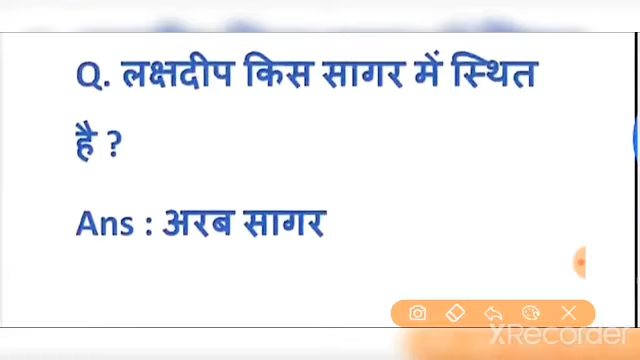 Q. लक्षदीप किस सागर में स्थित
है ?
Ans : अरब सागर
XRecorder